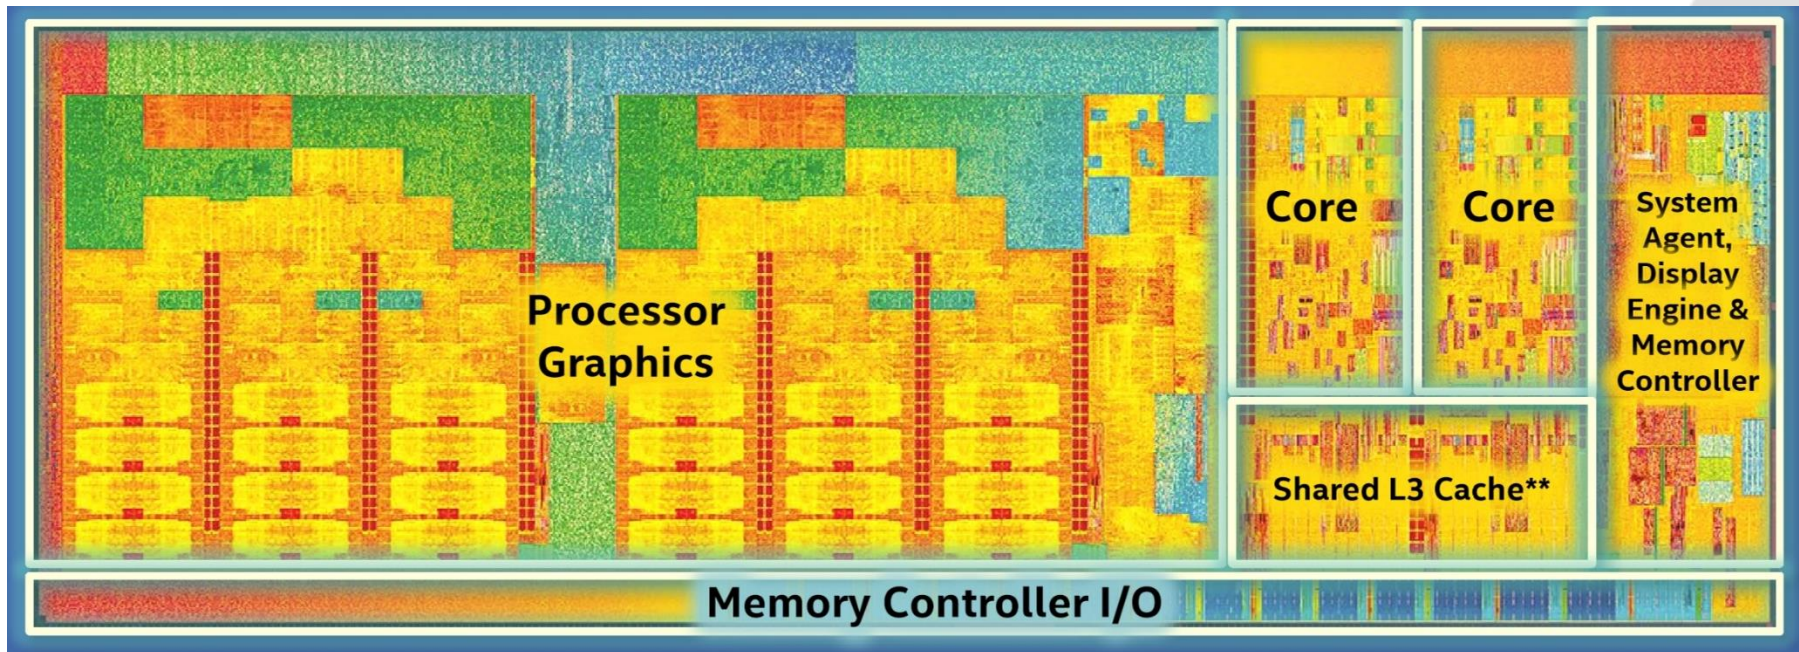 Processor
Graphics
Core
Core
System
Agent,
Display
Engine &
Memory
Controller
Shared L3 Cache**
Memory Controller I/O